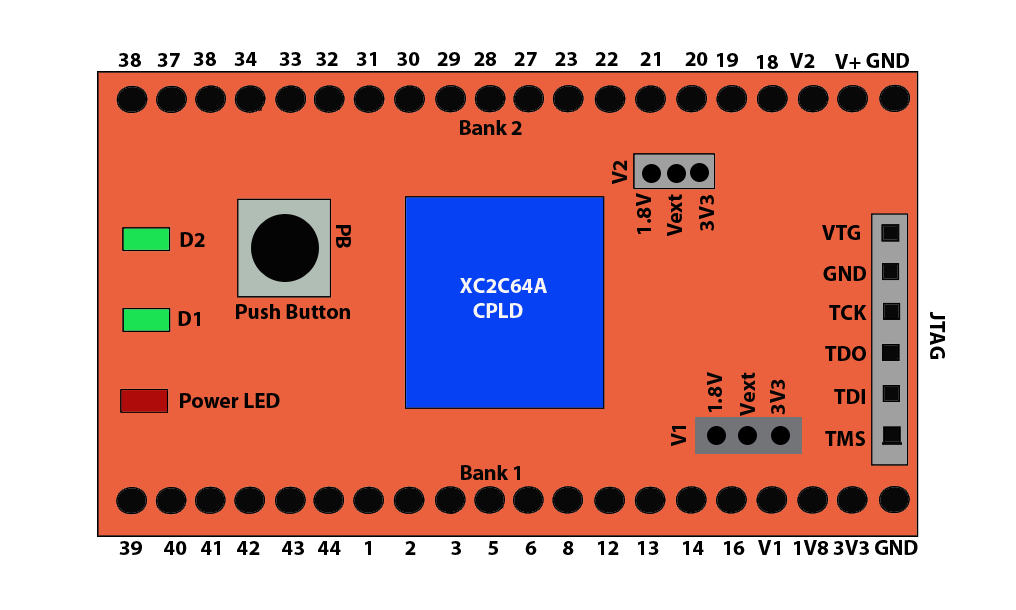 38 37 38 34 33 32 31 30 29 28 27 23 22 21 20 19 18 V2 V+ GND
Bank 2
V2
1.8V
Vext
3V3
D2
PB
Push Button
D1
Power LED
XC2C64A
CPLD
VTG
GND
TCK
TDO
TDI
TMS
JTAG
1.8V
Vext
3V3
V1
Bank 1
39 40 41 42 43 44 1 2 3 5 6 8 12 13 14 16 V1 1V8 3V3 GND